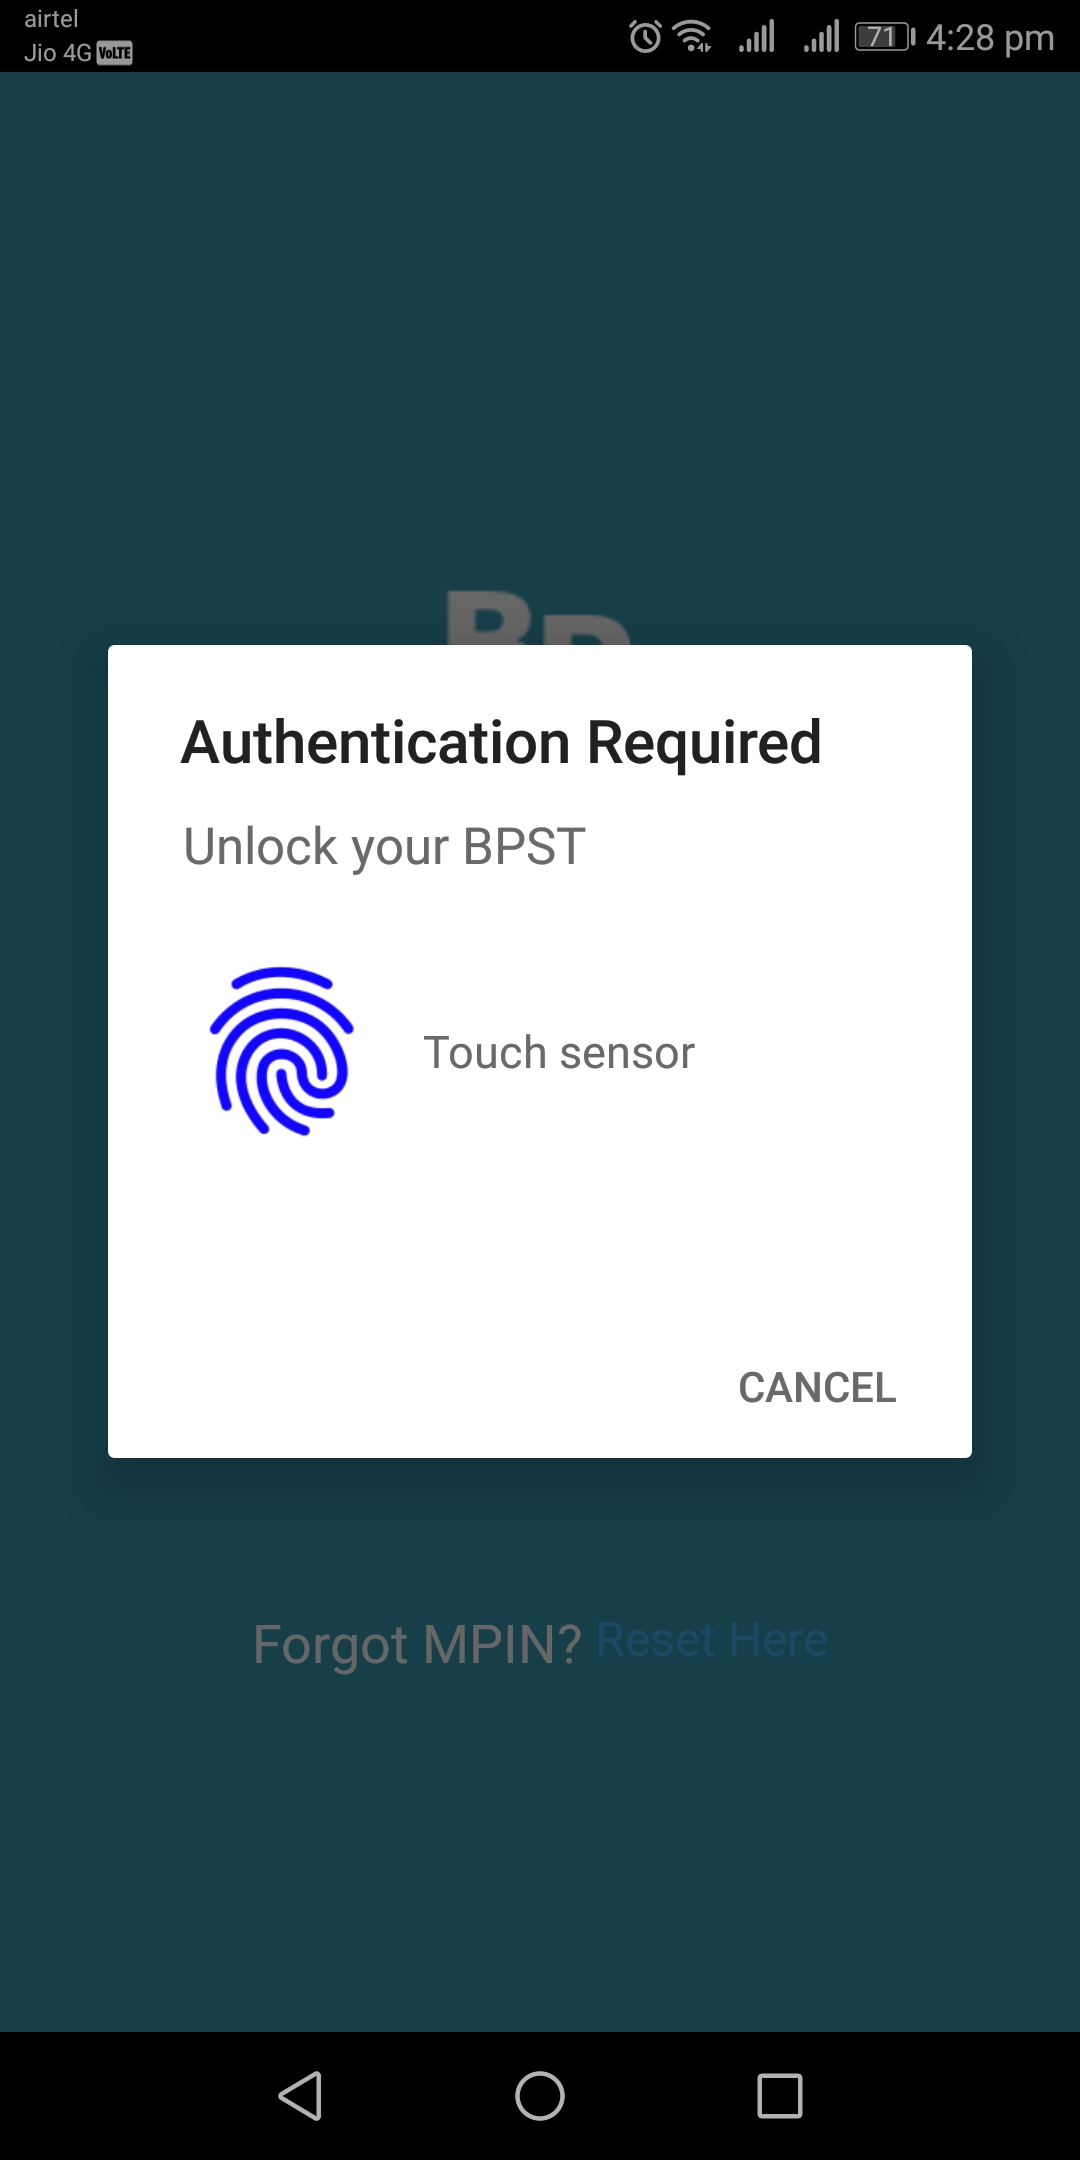 airtel
Jio 4G VoLTE
71 4:28 pm
Authentication Required
Unlock your BPST
Touch sensor
CANCEL
Forgot MPIN? Reset Here